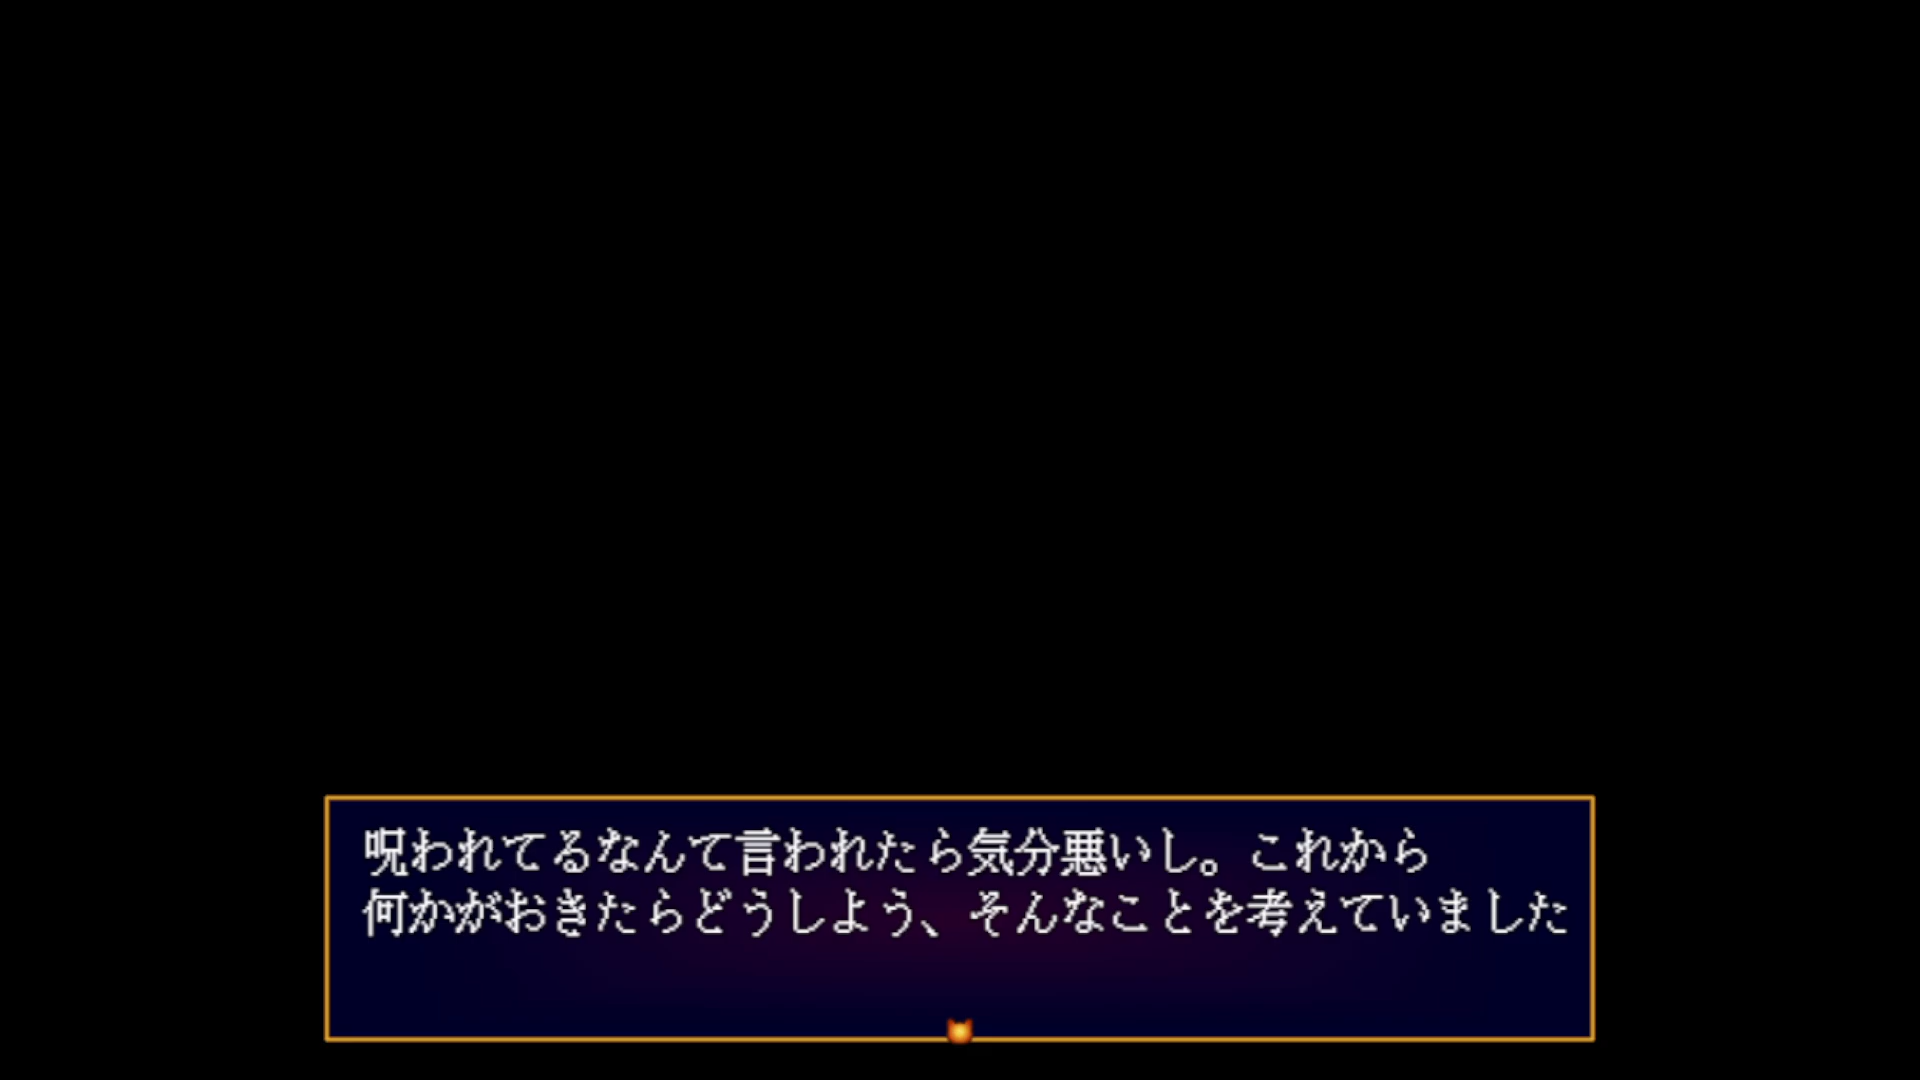 呪われてるなんて言われたら気分悪いし。これから
何かがおきたらどうしよう、そんなことを考えていました